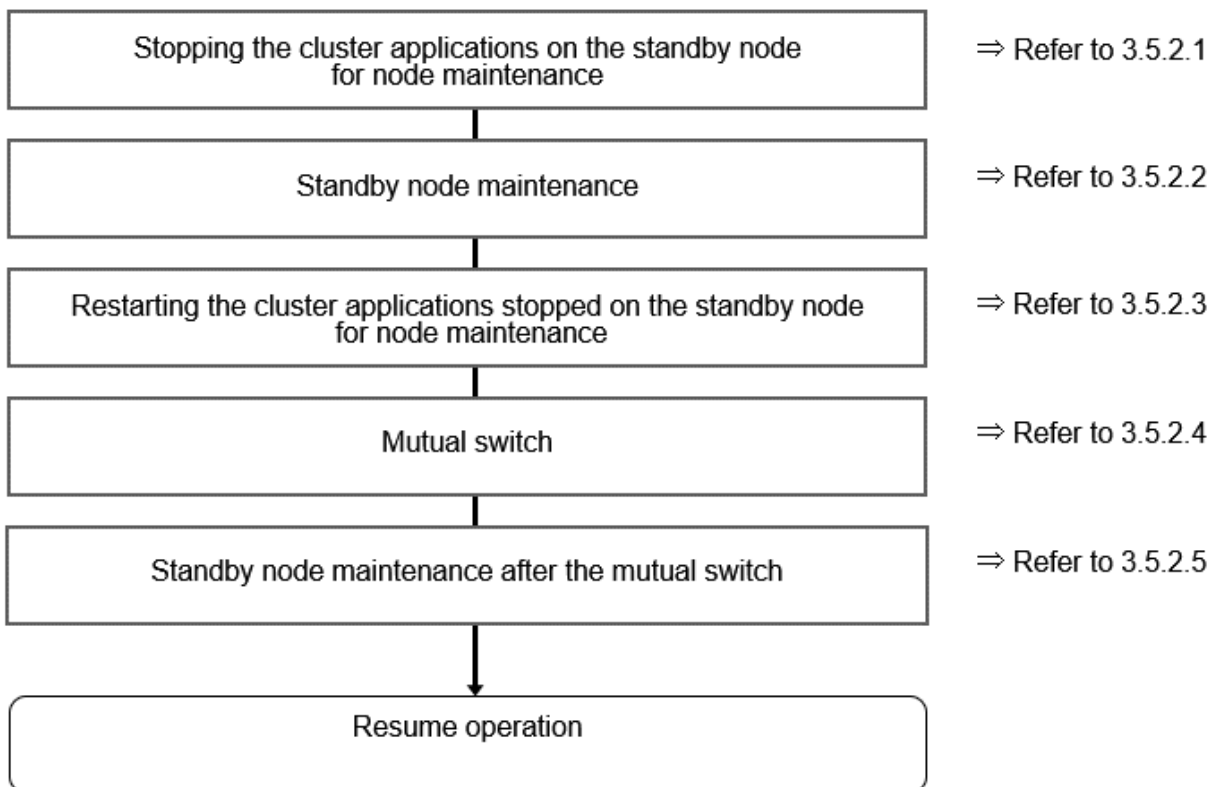 Stopping the cluster applications on the standby node
for node maintenance
⇒ Refer to 3.5.2.1
Standby node maintenance
⇒ Refer to 3.5.2.2
Restarting the cluster applications stopped on the standby node
for node maintenance
⇒ Refer to 3.5.2.3
Mutual switch
⇒ Refer to 3.5.2.4
Standby node maintenance after the mutual switch
⇒ Refer to 3.5.2.5
Resume operation